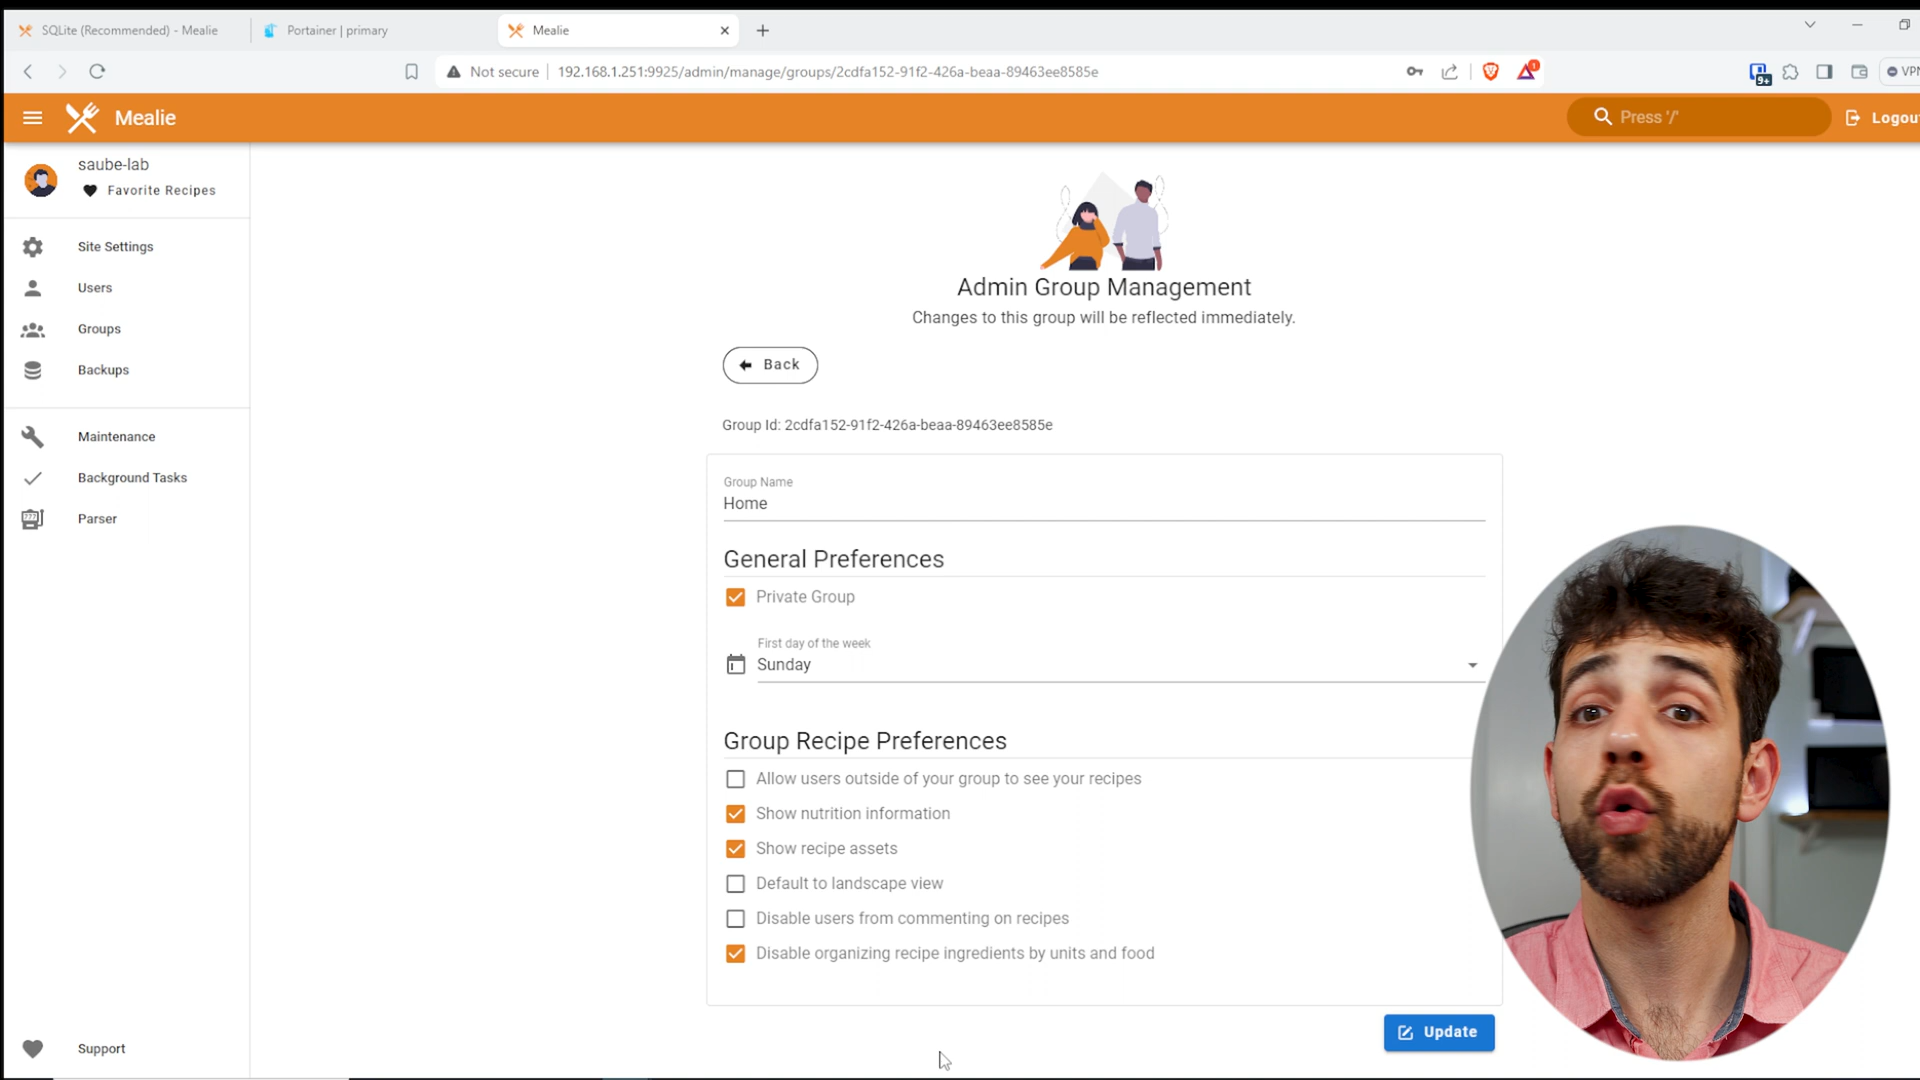 SQLite (Recommended) - Mealie
Portainer | primary
Mealie
Not secure
192.168.1.251:9925/admin/manage/groups/2cdfa152-91f2-426a-beaa-89463ee8585e
1
9+
VPN
Mealie
Press '/'
Logout
saube-lab
Favorite Recipes
Site Settings
Users
Groups
Backups
Maintenance
Background Tasks
Parser
Support
Admin Group Management
Changes to this group will be reflected immediately.
Back
Group Id: 2cdfa152-91f2-426a-beaa-89463ee8585e
Group Name
Home
General Preferences
Private Group
First day of the week
Sunday
Group Recipe Preferences
Allow users outside of your group to see your recipes
Show nutrition information
Show recipe assets
Default to landscape view
Disable users from commenting on recipes
Disable organizing recipe ingredients by units and food
Update